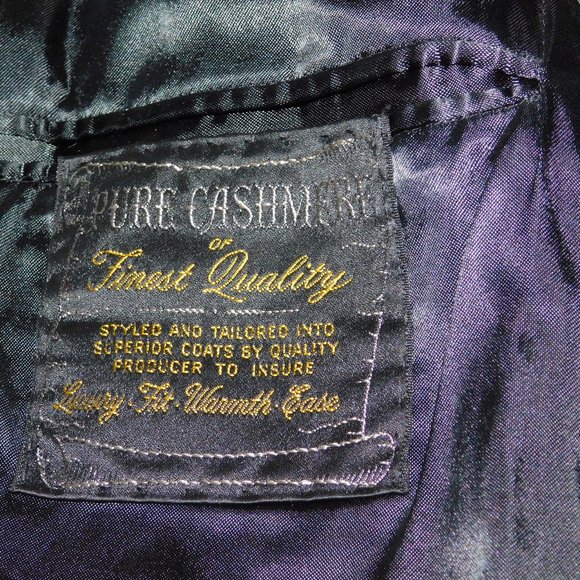 PURE CASHMERE
OF
Finest Quality
STYLED AND TAILORED INTO
SUPERIOR COATS BY QUALITY
PRODUCER TO INSURE
Luxury·Fit·Warmth·Ease